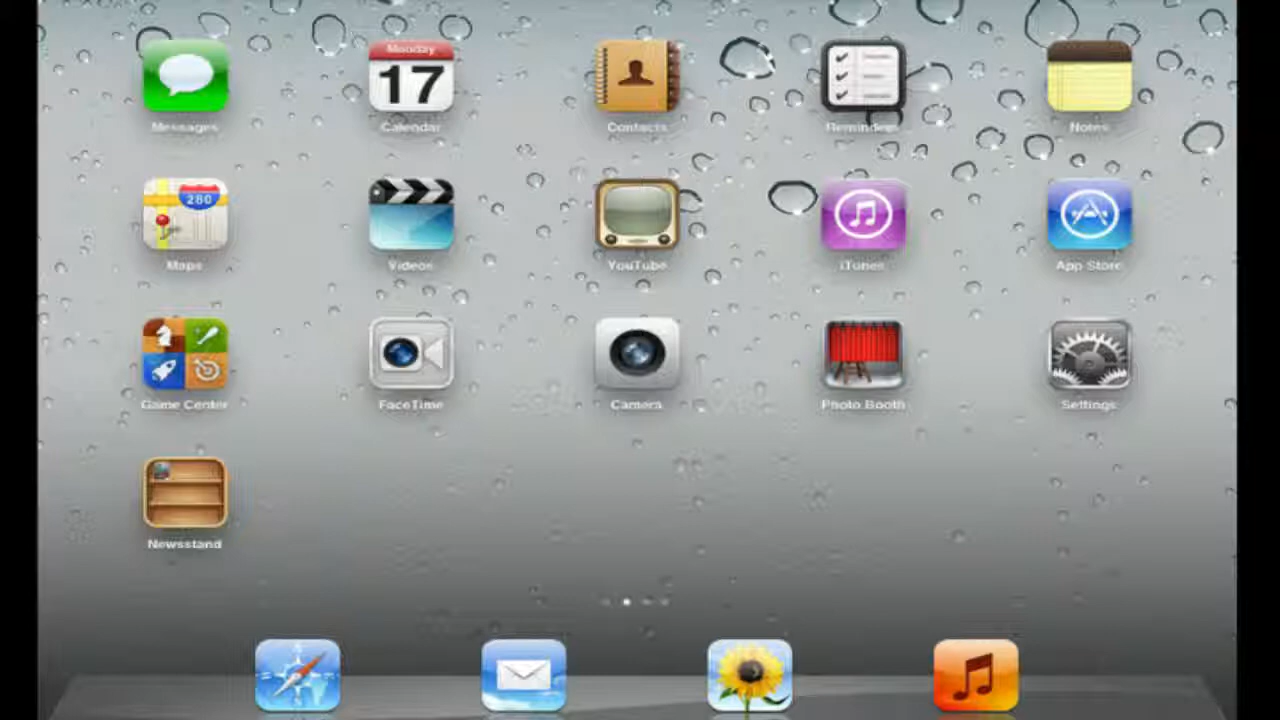 Monday
17
Messages
Calendar
Contacts
Reminders
Notes
280
Maps
Videos
YouTube
iTunes
App Store
Game Center
FaceTime
Camera
Photo Booth
Settings
Newsstand